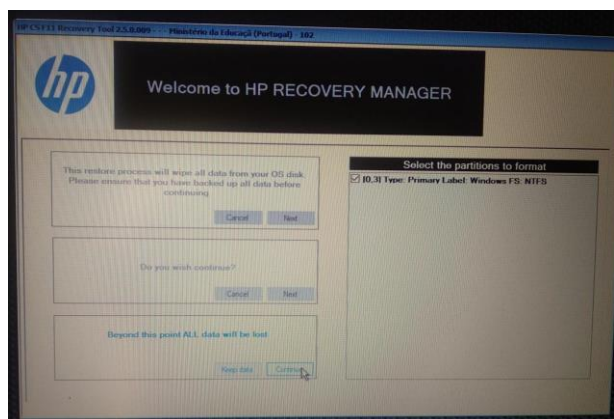 HP CSFI3 Recovery Tool 2.5.0.009 - - - Ministério da Educaçã (Portugal) - 102
hp
Welcome to HP RECOVERY MANAGER
This restore process will wipe all data from your OS disk.
Please ensure that you have backed up all data before
continuing
Cancel Next
Do you wish continue?
Cancel Next
Beyond this point ALL data will be lost
Keep data Continue
Select the partitions to format
[0,3] Type: Primary Label: Windows FS: NTFS